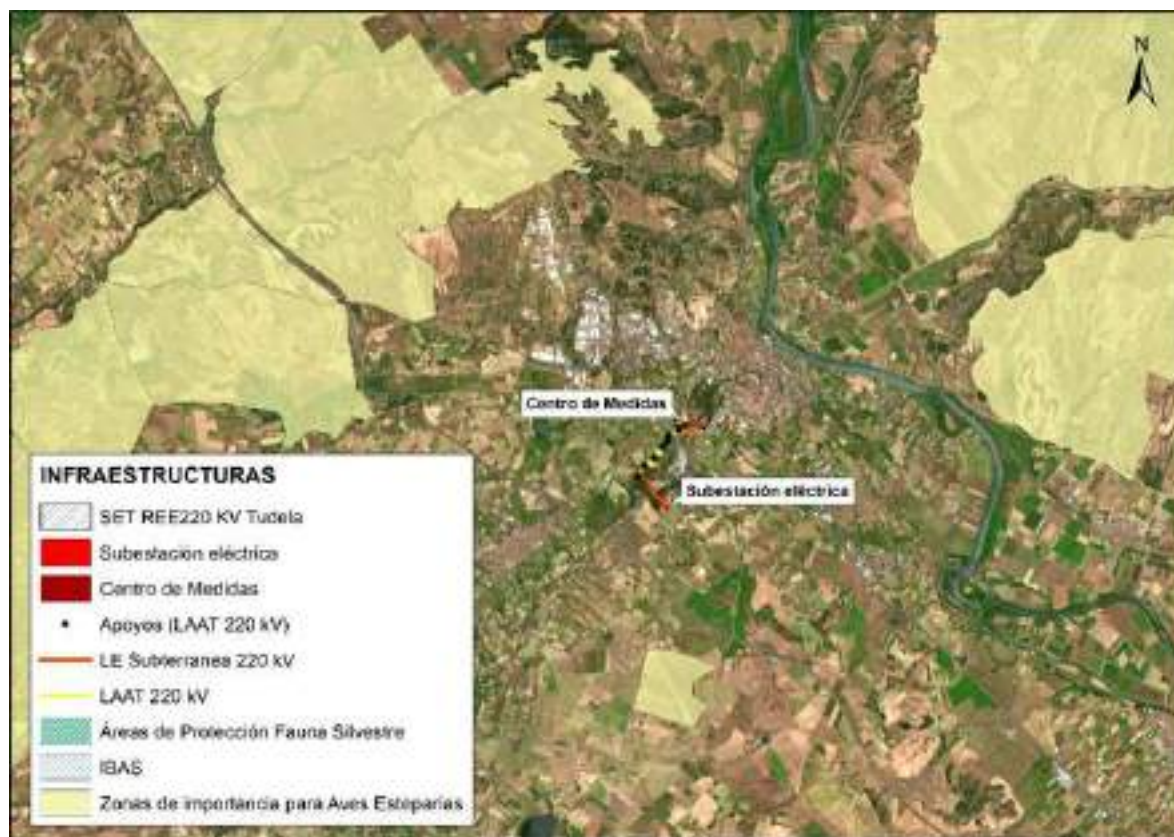 N
Centro de Medidas
Subestación eléctrica
INFRAESTRUCTURAS
SET REE220 KV Tudela
Subestación eléctrica
Centro de Medidas
Apoyos (LAAT 220 kV)
LE Subterranea 220 kV
LAAT 220 kV
Áreas de Protección Fauna Silvestre
IBAS
Zonas de importancia para Aves Esteparias